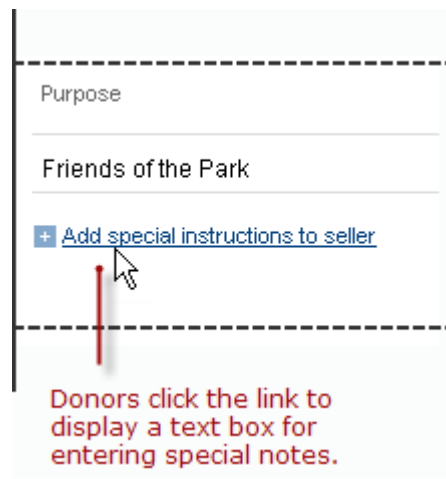 Purpose
Friends of the Park
+ Add special instructions to seller
Donors click the link to
display a text box for
entering special notes.